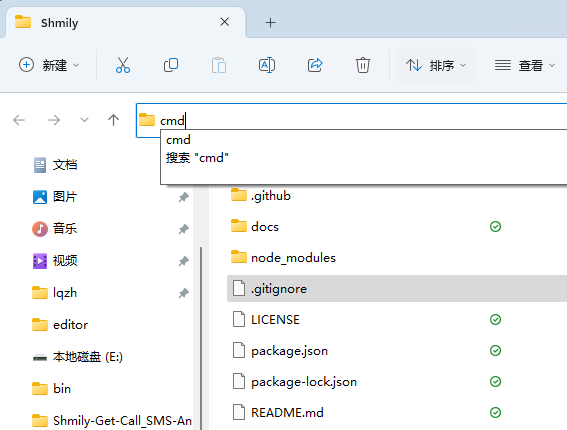 Shmily
新建
排序
查看
cmd
cmd
搜索 "cmd"
文档
图片
音乐
视频
lqzh
editor
本地磁盘 (E:)
bin
Shmily-Get-Call_SMS-An
.github
docs
node_modules
.gitignore
LICENSE
package.json
package-lock.json
README.md